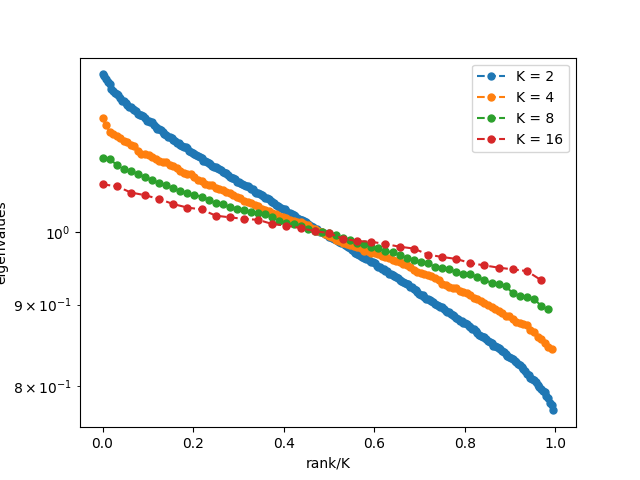 K = 2
K = 4
K = 8
K = 16
10⁰
9 × 10⁻¹
8 × 10⁻¹
eigenvalues
0.0 0.2 0.4 0.6 0.8 1.0
rank/K